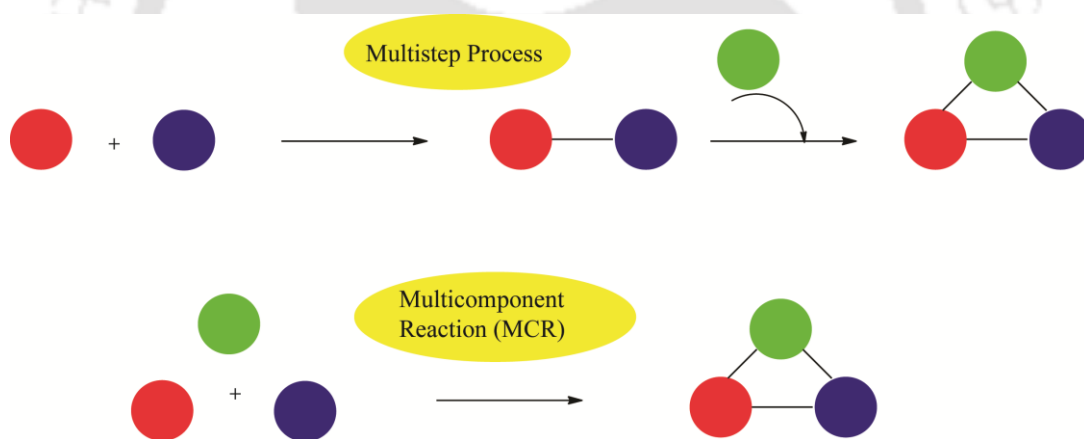 Multistep Process
+
Multicomponent
Reaction (MCR)
+